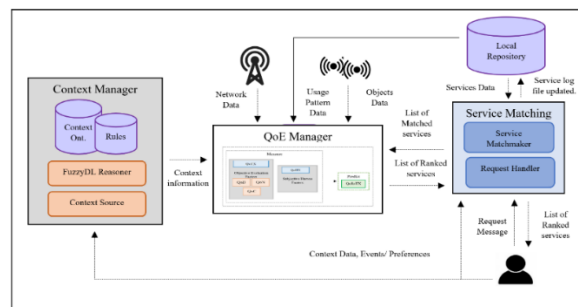 Context Manager
Context
Ont.
Rules
FuzzyDL Reasoner
Context Source
Context
information
Network
Data
Usage
Pattern
Data
Objects
Data
QoE Manager
List of
Matched
services
List of Ranked
services
Local
Repository
Services Data
Service log
file updated.
Service Matching
Service
Matchmaker
Request Handler
Request
Message
List of
Ranked
services
Context Data, Events/ Preferences